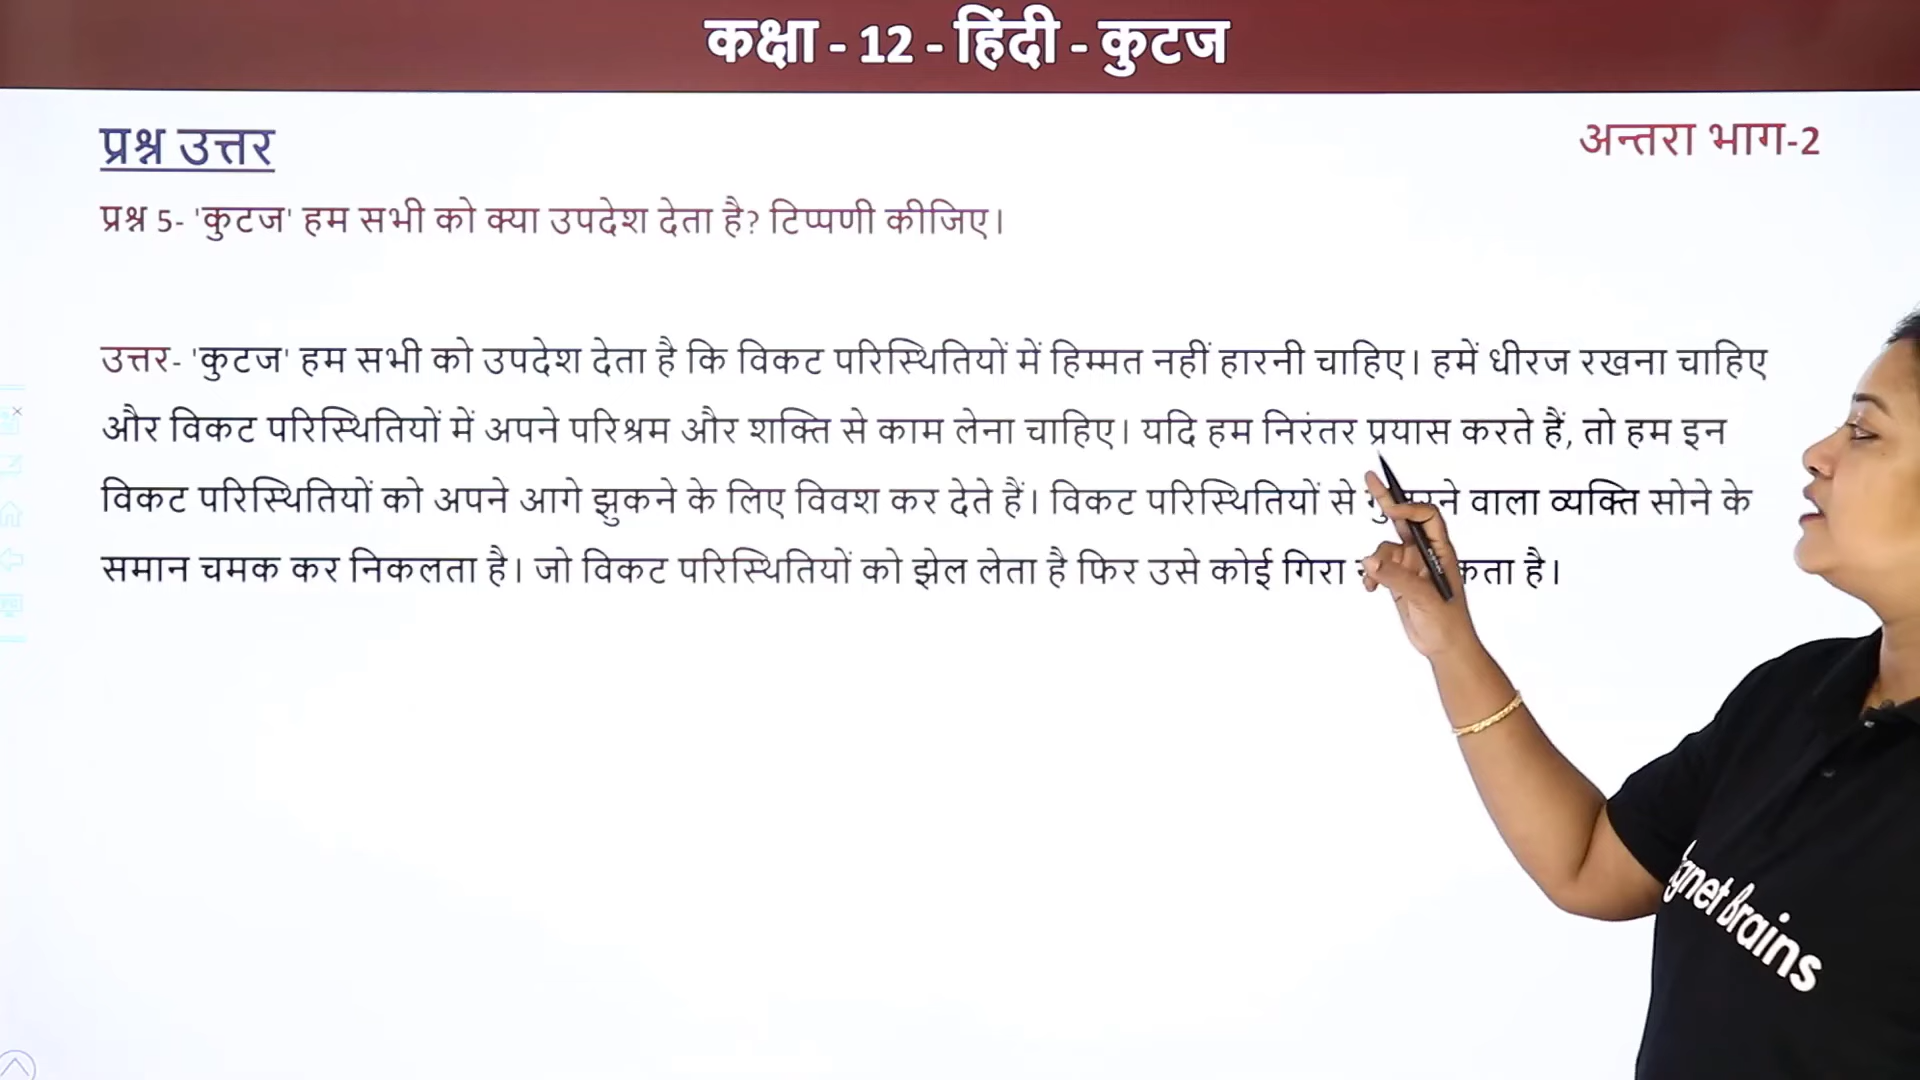 कक्षा - 12 - हिंदी - कुटज
प्रश्न उत्तर
अन्तरा भाग-2
प्रश्न 5- 'कुटज' हम सभी को क्या उपदेश देता है? टिप्पणी कीजिए।
उत्तर- 'कुटज' हम सभी को उपदेश देता है कि विकट परिस्थितियों में हिम्मत नहीं हारनी चाहिए। हमें धीरज रखना चाहिए
और विकट परिस्थितियों में अपने परिश्रम और शक्ति से काम लेना चाहिए। यदि हम निरंतर प्रयास करते हैं, तो हम इन
विकट परिस्थितियों को अपने आगे झुकने के लिए विवश कर देते हैं। विकट परिस्थितियों से वाला व्यक्ति सोने के
समान चमक कर निकलता है। जो विकट परिस्थितियों को झेल लेता है फिर उसे कोई गिरा है।
Brains